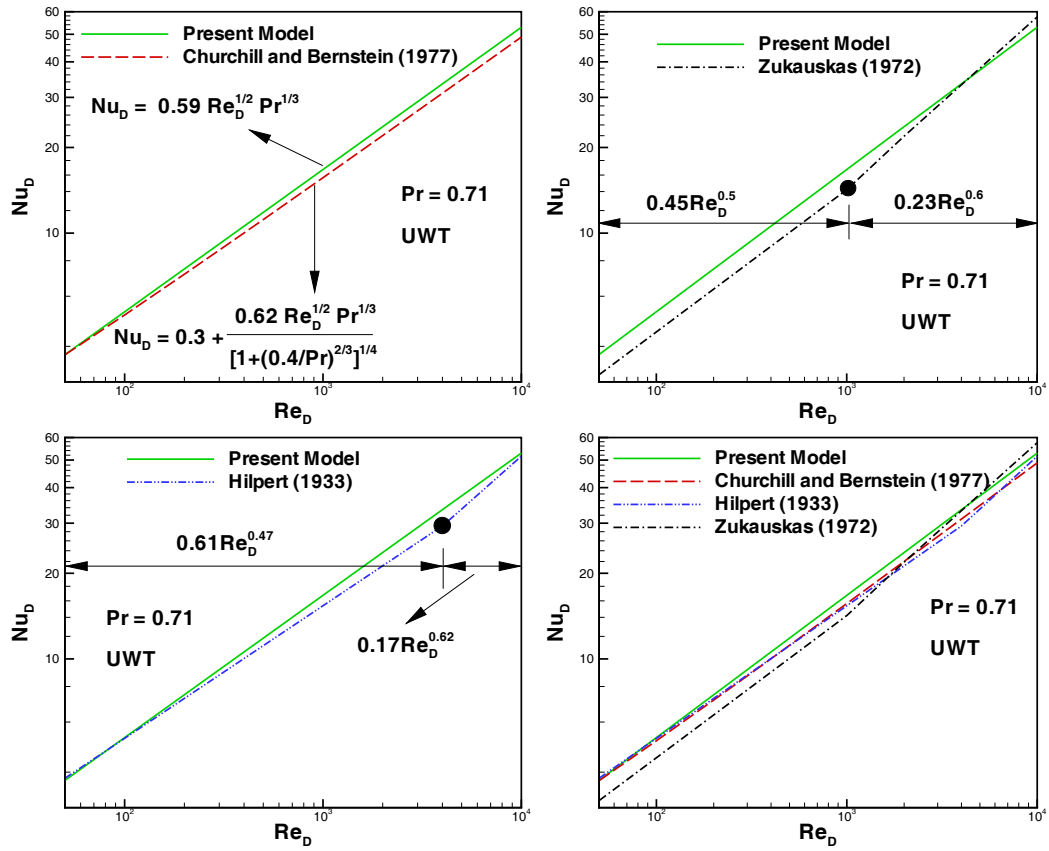 60
50
40
30
20
10
Nu_D
Present Model
Churchill and Bernstein (1977)
Nu_D = 0.59 Re_D^{1/2} Pr^{1/3}
Pr = 0.71
UWT
Nu_D = 0.3 + 0.62 Re_D^{1/2} Pr^{1/3} / [1+(0.4/Pr)^{2/3}]^{1/4}
10^2 10^3 10^4
Re_D
60
50
40
30
20
10
Nu_D
Present Model
Zukauskas (1972)
0.45Re_D^{0.5}
0.23Re_D^{0.6}
Pr = 0.71
UWT
10^2 10^3 10^4
Re_D
60
50
40
30
20
10
Nu_D
Present Model
Hilpert (1933)
0.61Re_D^{0.47}
Pr = 0.71
UWT
0.17Re_D^{0.62}
10^2 10^3 10^4
Re_D
60
50
40
30
20
10
Nu_D
Present Model
Churchill and Bernstein (1977)
Hilpert (1933)
Zukauskas (1972)
Pr = 0.71
UWT
10^2 10^3 10^4
Re_D